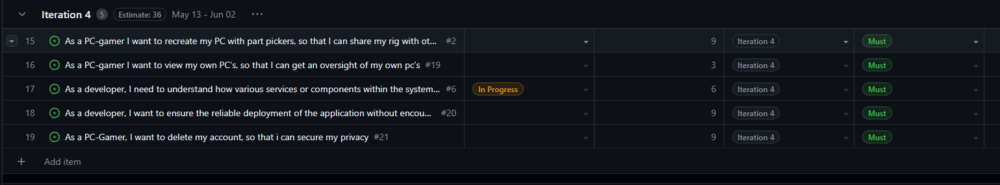 Iteration 4 5 Estimate: 36 May 13 - Jun 02 ...
15 As a PC-gamer I want to recreate my PC with part pickers, so that I can share my rig with ot... #2 9 Iteration 4 Must
16 As a PC-gamer I want to view my own PC’s, so that I can get an oversight of my own pc’s #19 3 Iteration 4 Must
17 As a developer, I need to understand how various services or components within the system... #6 In Progress 6 Iteration 4 Must
18 As a developer, I want to ensure the reliable deployment of the application without encou... #20 9 Iteration 4 Must
19 As a PC-Gamer, I want to delete my account, so that i can secure my privacy #21 9 Iteration 4 Must
+ Add item